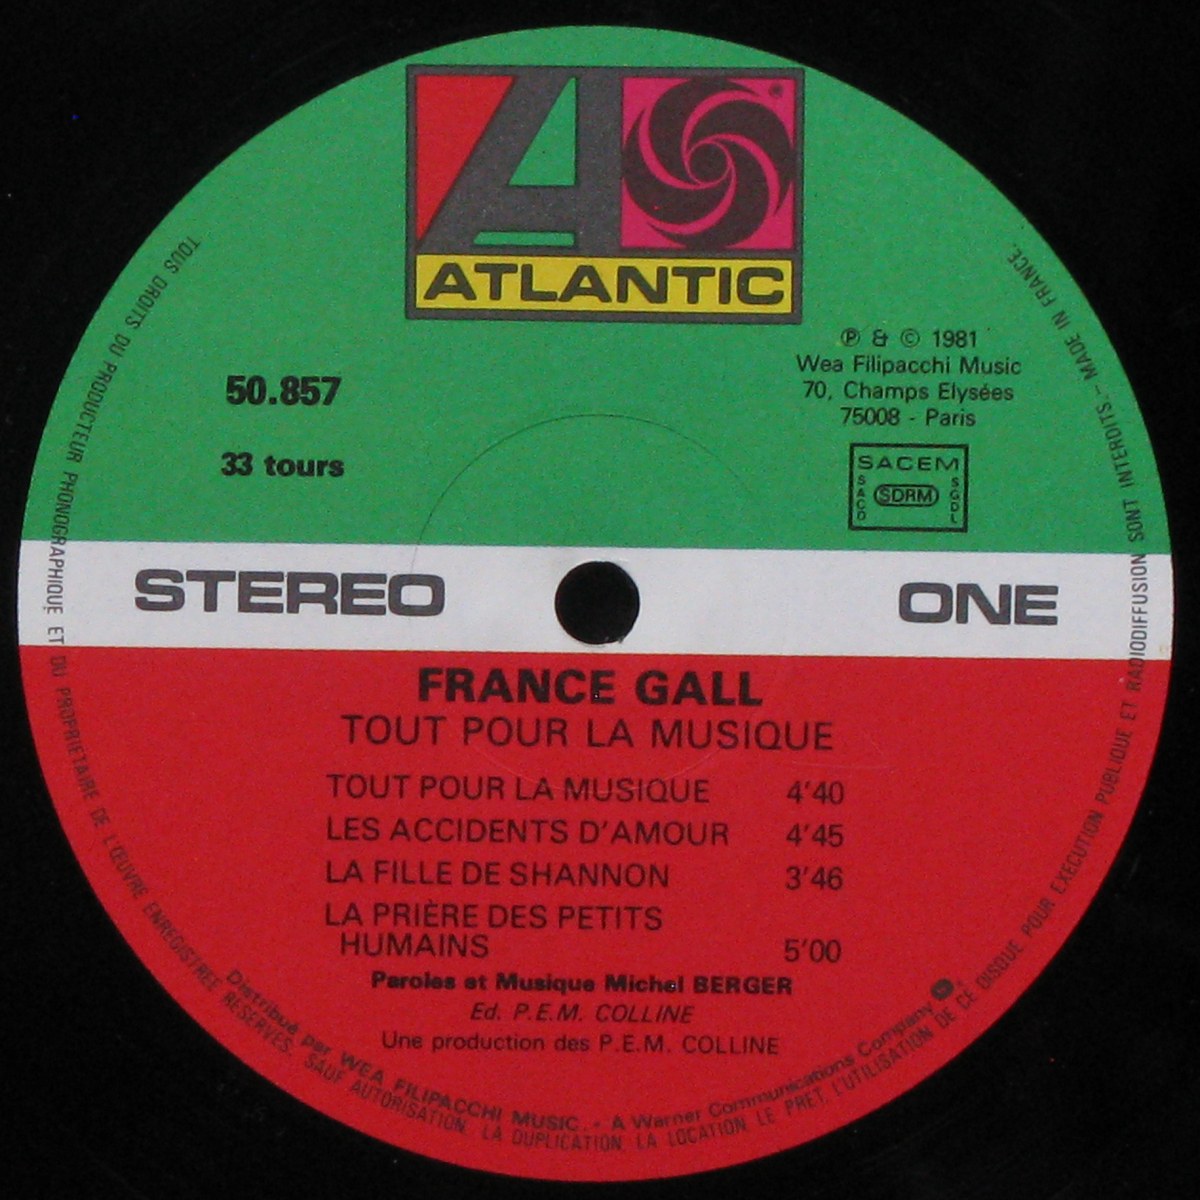 ATLANTIC
50.857
33 tours
℗ & © 1981
Wea Filipacchi Music
70, Champs Elysées
75008 - Paris
SACEM
SACD
SDRM
SGDL
STEREO
ONE
FRANCE GALL
TOUT POUR LA MUSIQUE
TOUT POUR LA MUSIQUE 4'40
LES ACCIDENTS D'AMOUR 4'45
LA FILLE DE SHANNON 3'46
LA PRIÈRE DES PETITS
HUMAINS 5'00
Paroles et Musique Michel BERGER
Ed. P.E.M. COLLINE
Une production des P.E.M. COLLINE
Distribué par WEA FILIPACCHI MUSIC. - A Warner Communications Company
TOUS DROITS DU PRODUCTEUR PHONOGRAPHIQUE ET DU PROPRIETAIRE DE L'ŒUVRE ENREGISTREE RESERVES. SAUF AUTORISATION, LA DUPLICATION, LA LOCATION, LE PRET, L'UTILISATION DE CE DISQUE POUR EXECUTION PUBLIQUE ET RADIODIFFUSION SONT INTERDITS. - MADE IN FRANCE.